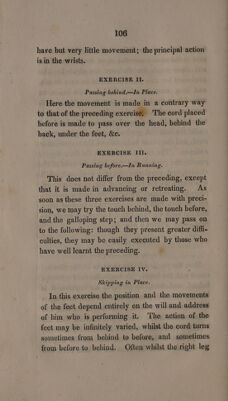 106
have but very little movement; the principal action
is in the wrists.
EXERCISE II.
Passing behind.—In Place.
Here the movement is made in a contrary way
to that of the preceding exercise. The cord placed
before is made to pass over the head, behind the
back, under the feet, &c.
EXERCISE III.
Passing before.—In Running.
This does not differ from the preceding, except
that it is made in advancing or retreating. As
soon as these three exercises are made with preci-
sion, we may try the touch behind, the touch before,
and the galloping step; and then we may pass on
to the following: though they present greater diffi-
culties, they may be easily executed by those who
have well learnt the preceding.
EXERCISE IV.
Skipping in Place.
In this exercise the position and the movements
of the feet depend entirely on the will and address
of him who is performing it. The action of the
feet may be infinitely varied, whilst the cord turns
sometimes from behind to before, and sometimes
from before to behind. Often whilst the right leg